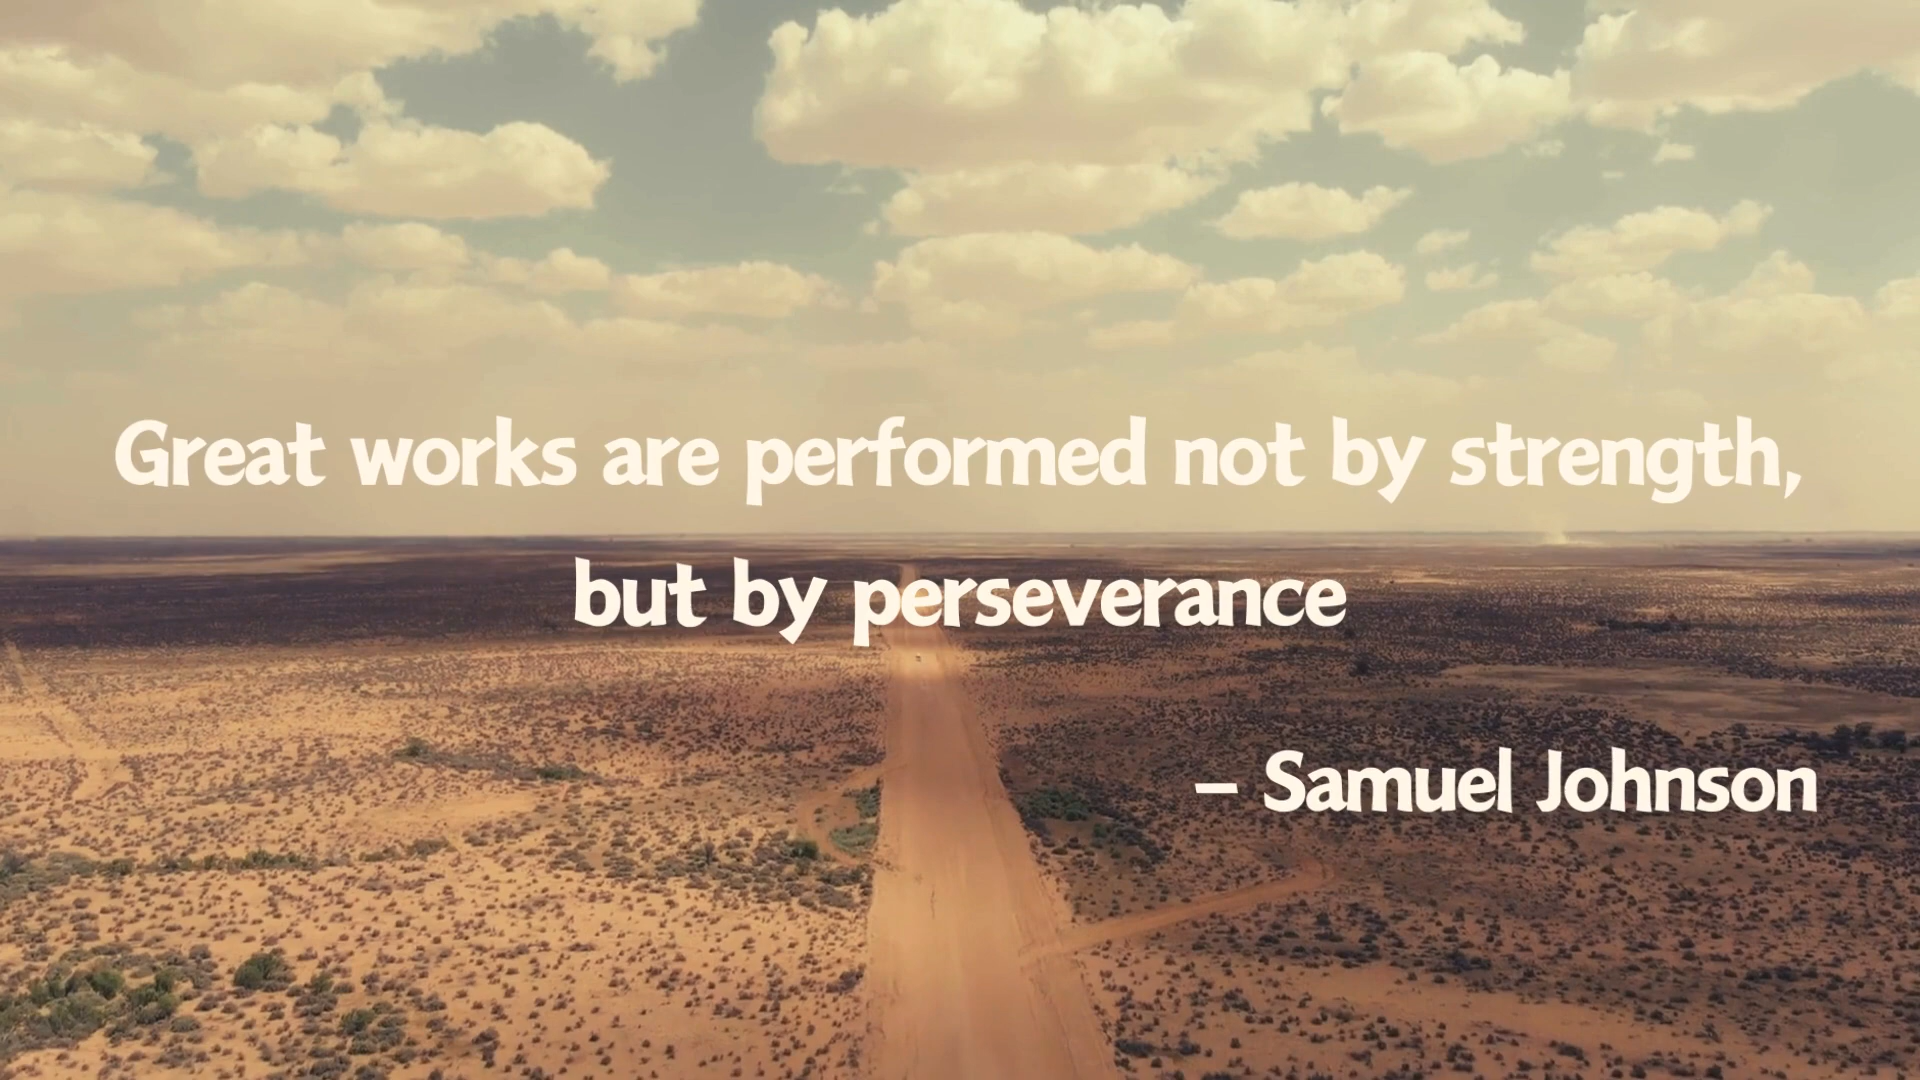 Great works are performed not by strength,
but by perseverance
– Samuel Johnson